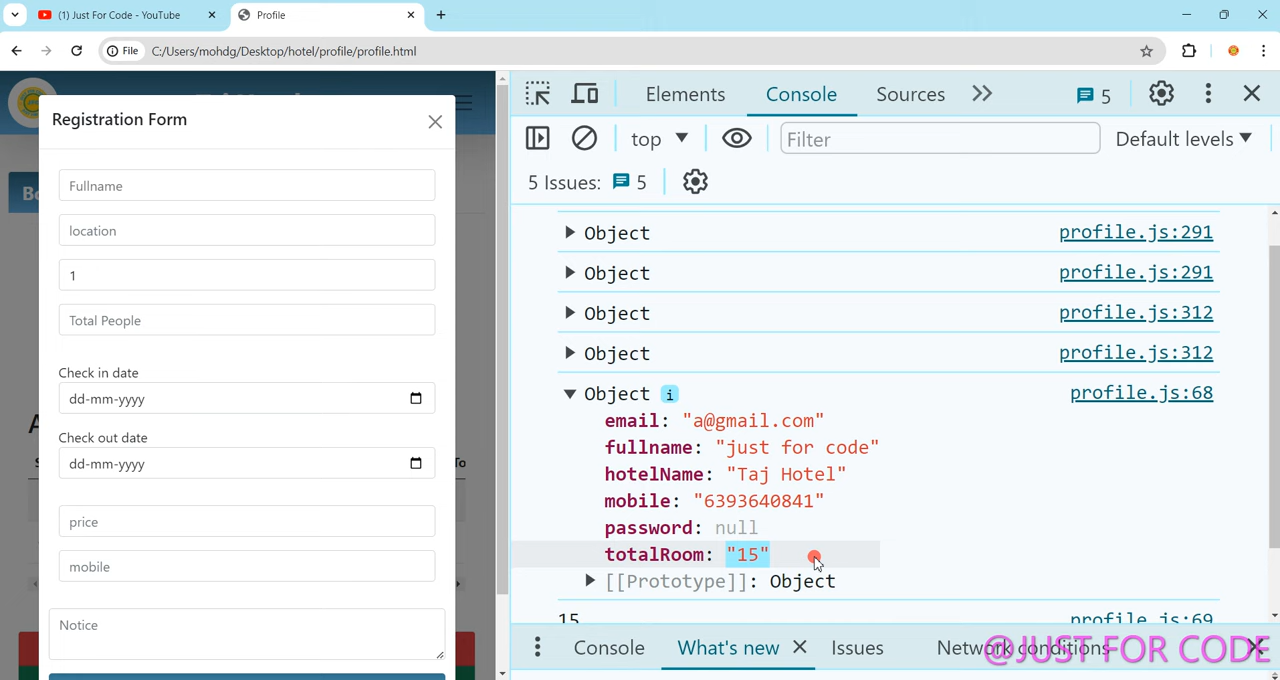 (1) Just For Code - YouTube
Profile
File
C:/Users/mohdg/Desktop/hotel/profile/profile.html
Registration Form
Fullname
location
1
Total People
Check in date
dd-mm-yyyy
Check out date
dd-mm-yyyy
price
mobile
Notice
Elements
Console
Sources
5
top
Filter
Default levels
5 Issues:
5
Object profile.js:291
Object profile.js:291
Object profile.js:312
Object profile.js:312
Object i profile.js:68
email: "a@gmail.com"
fullname: "just for code"
hotelName: "Taj Hotel"
mobile: "6393640841"
password: null
totalRoom: "15"
[[Prototype]]: Object
15 profile.js:69
Console
What's new
Issues
Network conditions
@JUST FOR CODE